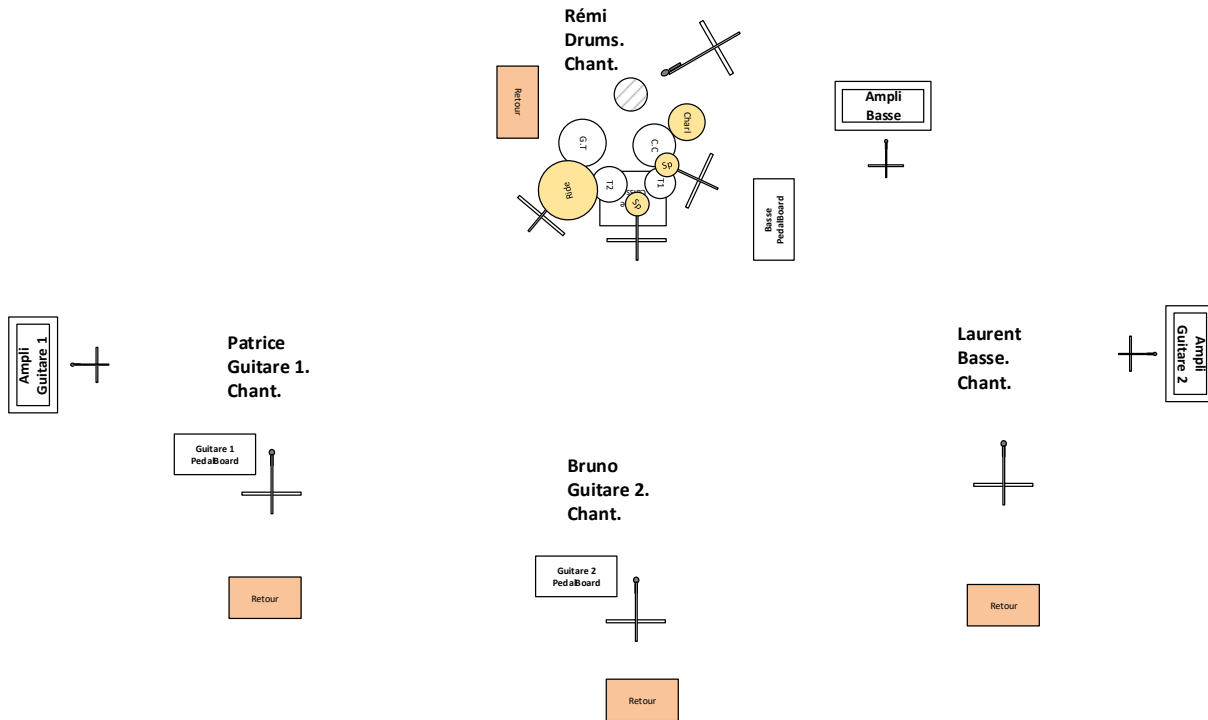 Rémi
Drums.
Chant.
Retour
Ampli
Basse
Charl
G.T
C.C
Sp
T1
T2
Ride
Sp
Basse
PedalBoard
Ampli
Guitare 1
Patrice
Guitare 1.
Chant.
Laurent
Basse.
Chant.
Ampli
Guitare 2
Guitare 1
PedalBoard
Bruno
Guitare 2.
Chant.
Guitare 2
PedalBoard
Retour
Retour
Retour